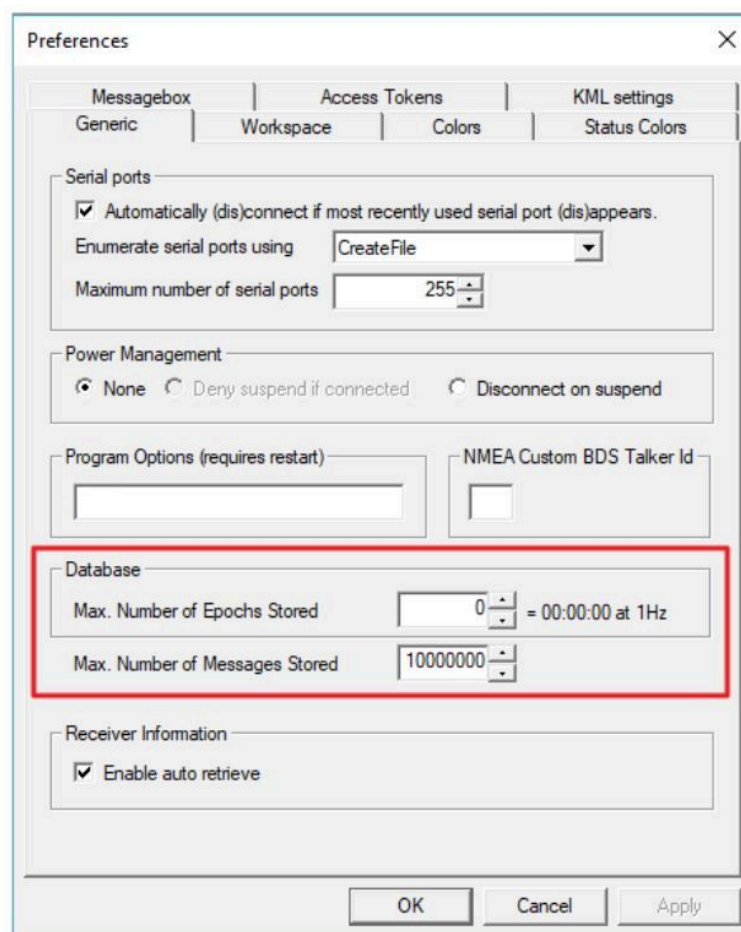 Preferences
Messagebox Access Tokens KML settings
Generic Workspace Colors Status Colors
Serial ports
Automatically (dis)connect if most recently used serial port (dis)appears.
Enumerate serial ports using CreateFile
Maximum number of serial ports 255
Power Management
None Deny suspend if connected Disconnect on suspend
Program Options (requires restart) NMEA Custom BDS Talker Id
Database
Max. Number of Epochs Stored 0 = 00:00:00 at 1Hz
Max. Number of Messages Stored 10000000
Receiver Information
Enable auto retrieve
OK Cancel Apply